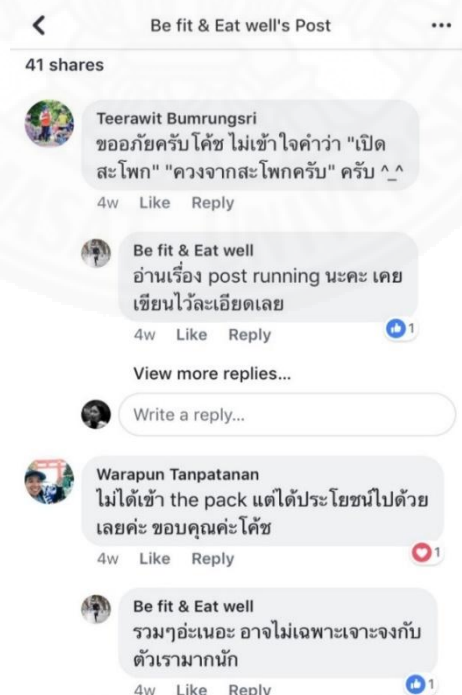 Be fit & Eat well's Post
41 shares
Teerawit Bumrungsri
ขออภัยครับโค้ช ไม่เข้าใจคำว่า "เปิด
สะโพก" "ควงจากสะโพกครับ" ครับ ^_^
4w Like Reply
Be fit & Eat well
อ่านเรื่อง post running นะคะ เคย
เขียนไว้ละเอียดเลย
4w Like Reply 1
View more replies...
Write a reply...
Warapun Tanpatanan
ไม่ได้เข้า the pack แต่ได้ประโยชน์ไปด้วย
เลยค่ะ ขอบคุณค่ะโค้ช
4w Like Reply 1
Be fit & Eat well
รวมๆอ่ะเนอะ อาจไม่เฉพาะเจาะจงกับ
ตัวเรามากนัก
4w Like Reply 1